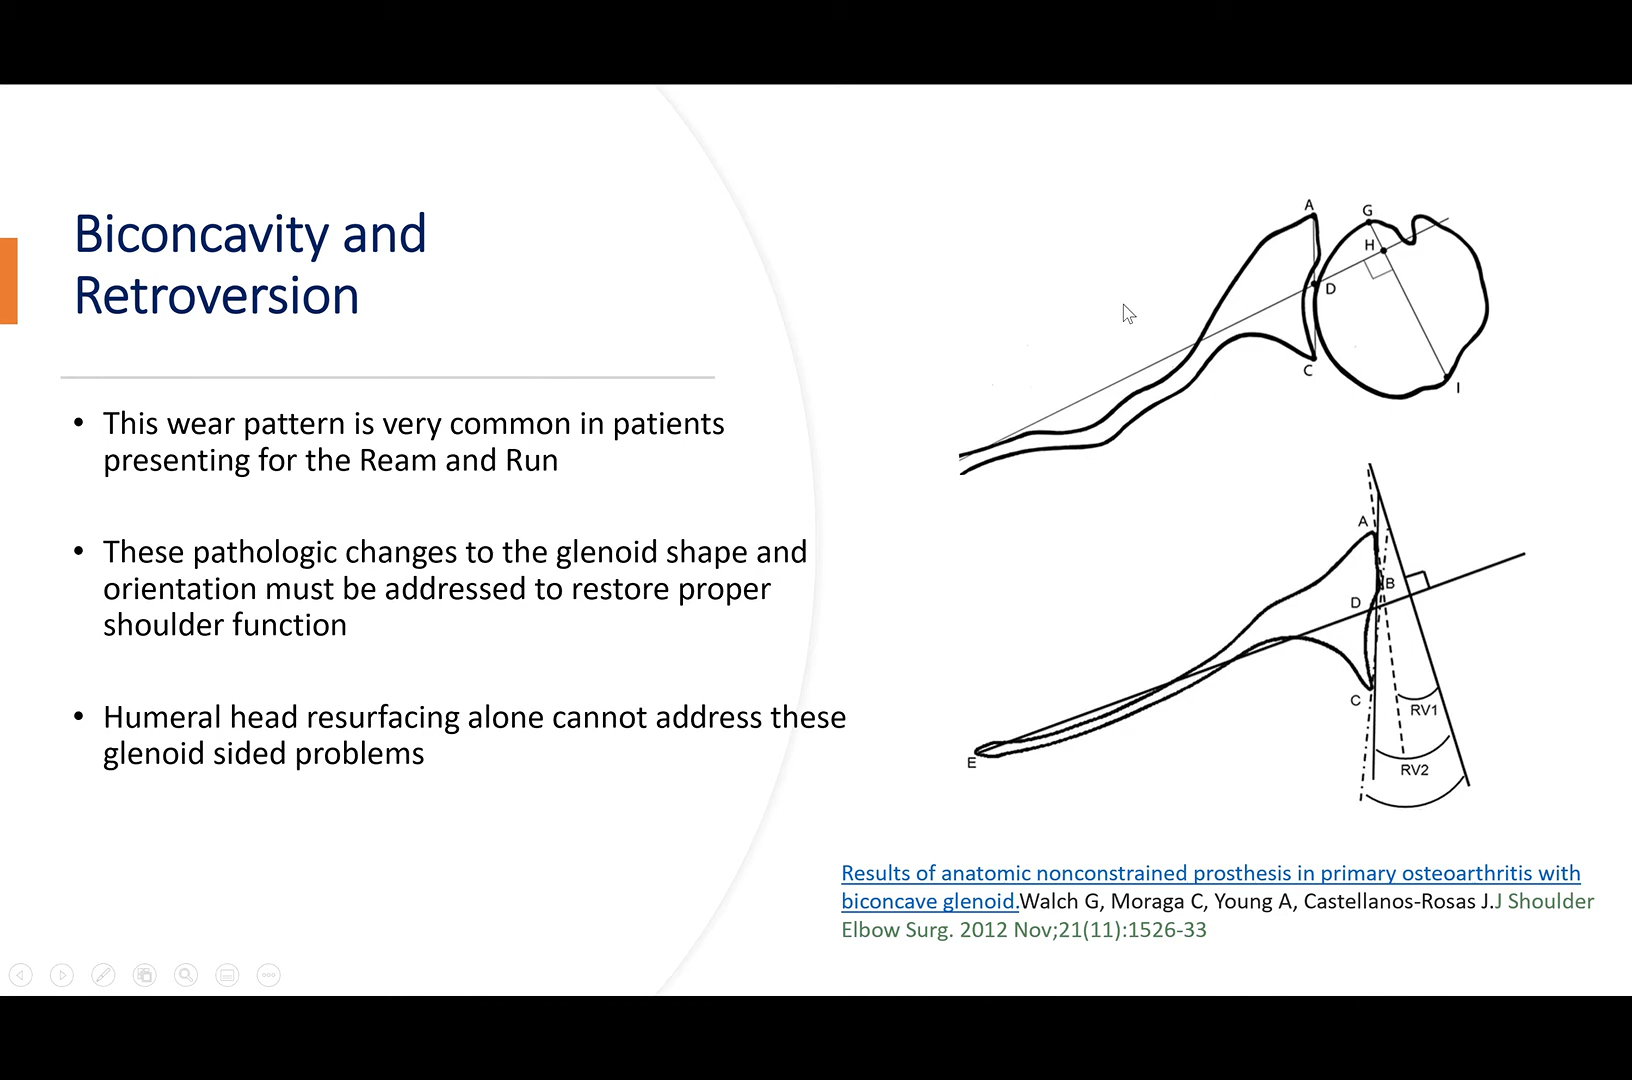 Biconcavity and
Retroversion
• This wear pattern is very common in patients
presenting for the Ream and Run
• These pathologic changes to the glenoid shape and
orientation must be addressed to restore proper
shoulder function
• Humeral head resurfacing alone cannot address these
glenoid sided problems
A
G
H
D
C
I
A
B
D
C
RV1
RV2
E
Results of anatomic nonconstrained prosthesis in primary osteoarthritis with
biconcave glenoid.Walch G, Moraga C, Young A, Castellanos-Rosas J.J Shoulder
Elbow Surg. 2012 Nov;21(11):1526-33